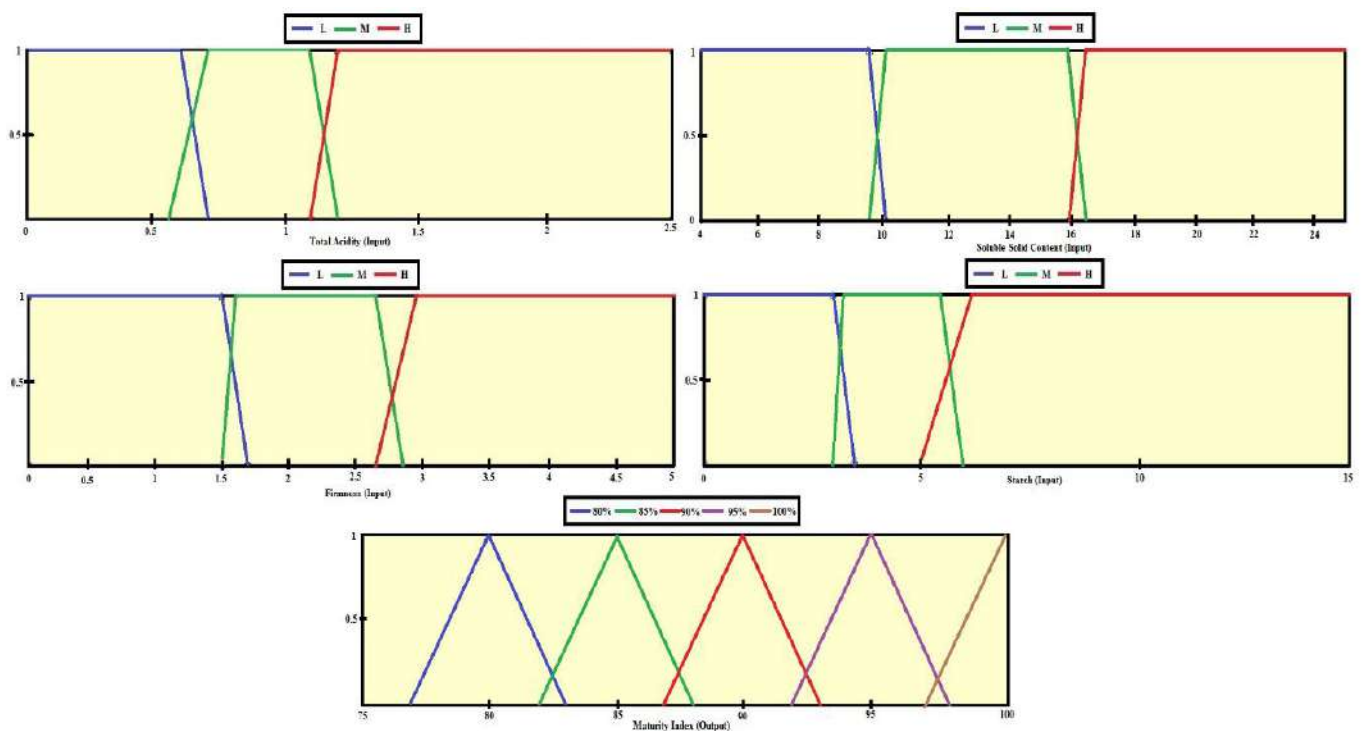 L M H
1
0.5
0 0.5 1 1.5 2 2.5
Total Acidity (Input)
L M H
1
0.5
0
4 6 8 10 12 14 16 18 20 22 24
Soluble Solid Content (Input)
L M H
1
0.5
0 0.5 1 1.5 2 2.5 3 3.5 4 4.5 5
Firmness (Input)
L M H
1
0.5
0 5 10 15
Starch (Input)
80% 85% 90% 95% 100%
1
0.5
75 80 85 60 95 100
Maturity Index (Output)